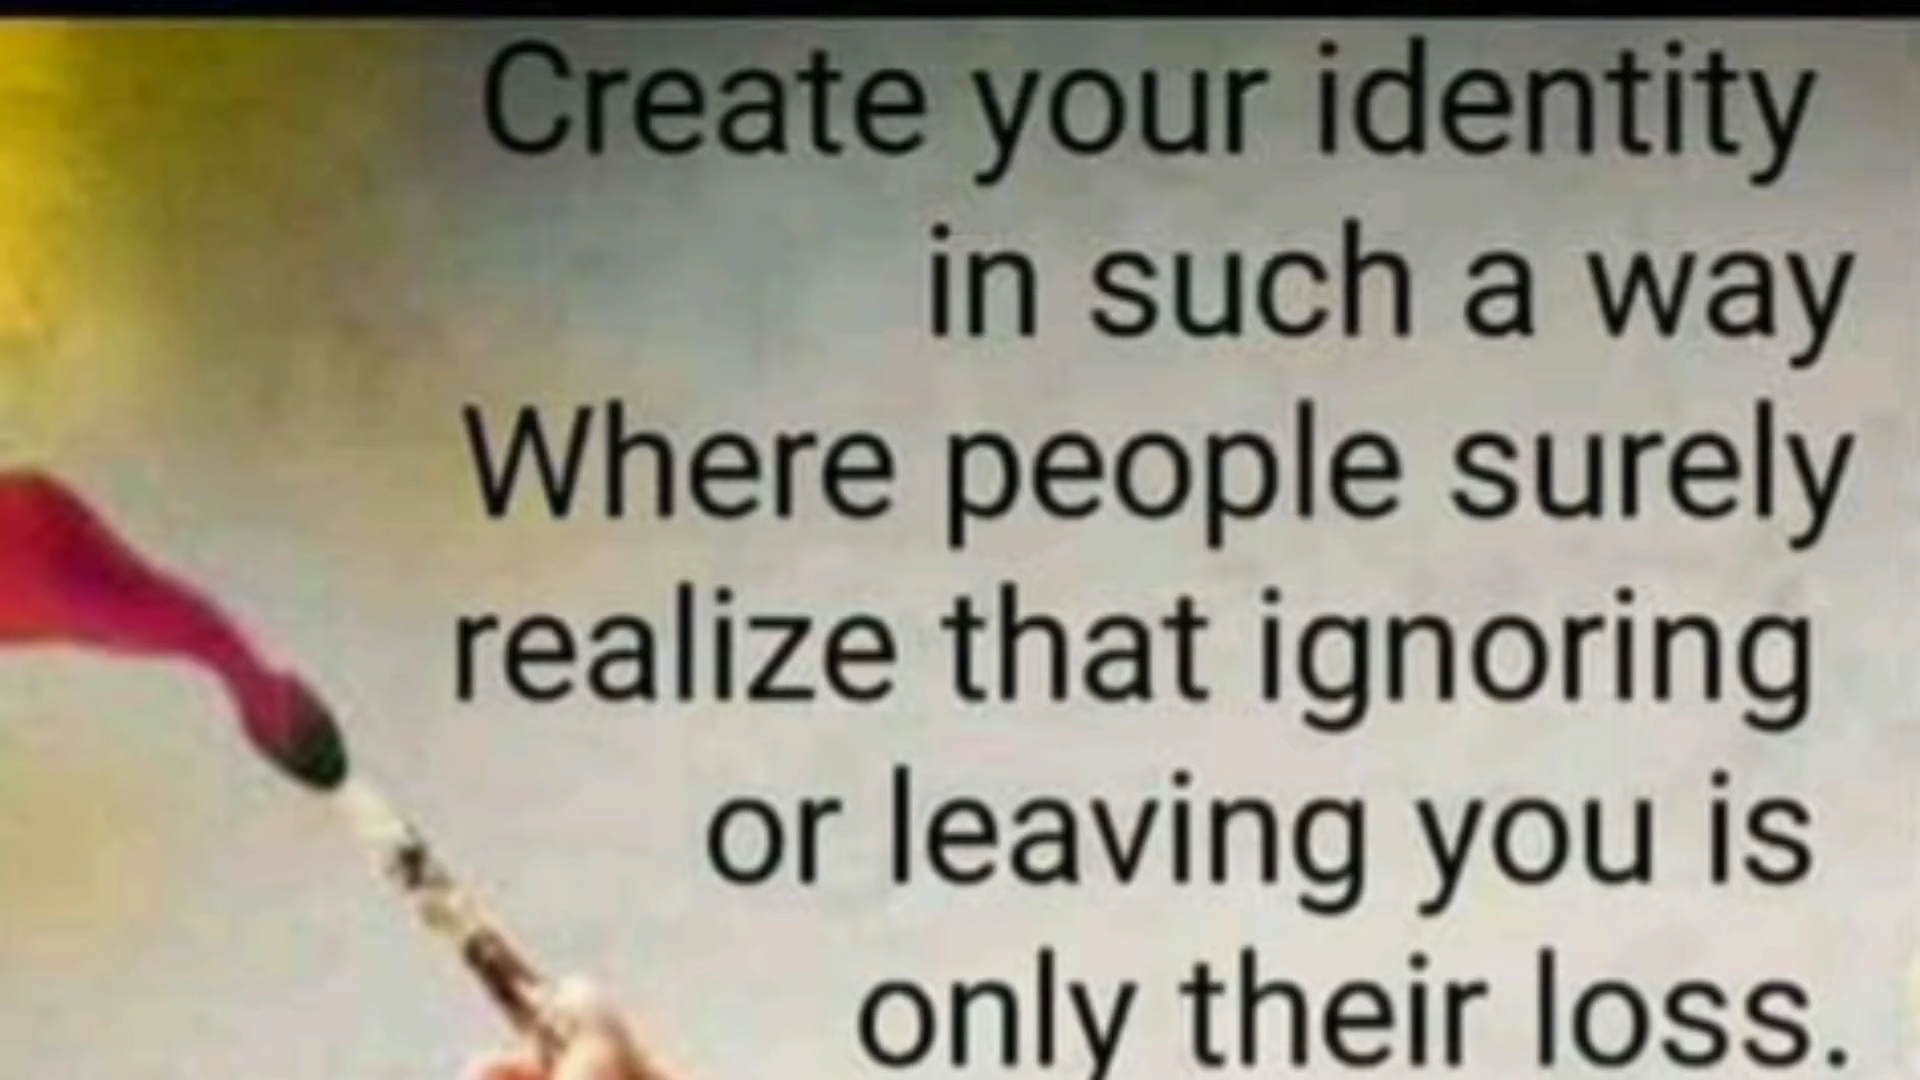 Create your identity
in such a way
Where people surely
realize that ignoring
or leaving you is
only their loss.